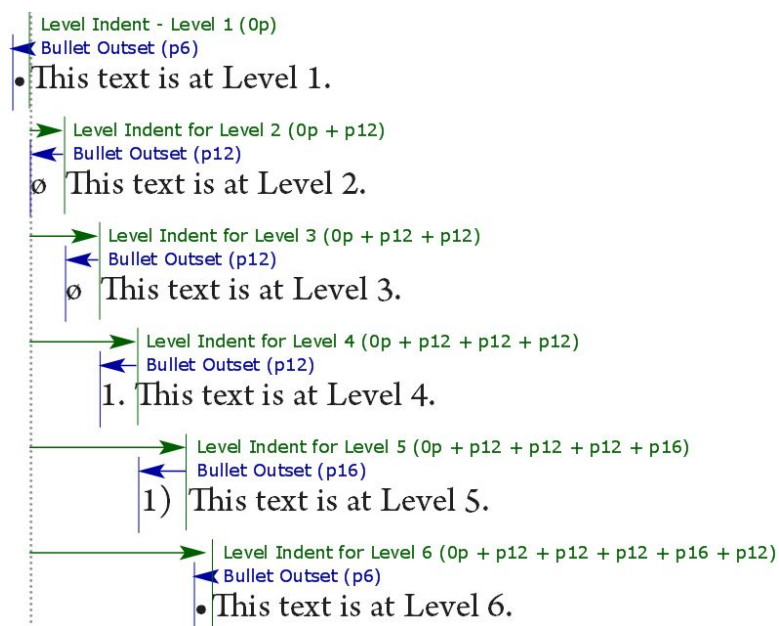 Level Indent - Level 1 (0p)
Bullet Outset (p6)
•This text is at Level 1.
Level Indent for Level 2 (0p + p12)
Bullet Outset (p12)
ø This text is at Level 2.
Level Indent for Level 3 (0p + p12 + p12)
Bullet Outset (p12)
ø This text is at Level 3.
Level Indent for Level 4 (0p + p12 + p12 + p12)
Bullet Outset (p12)
1. This text is at Level 4.
Level Indent for Level 5 (0p + p12 + p12 + p12 + p16)
Bullet Outset (p16)
1) This text is at Level 5.
Level Indent for Level 6 (0p + p12 + p12 + p12 + p16 + p12)
Bullet Outset (p6)
•This text is at Level 6.